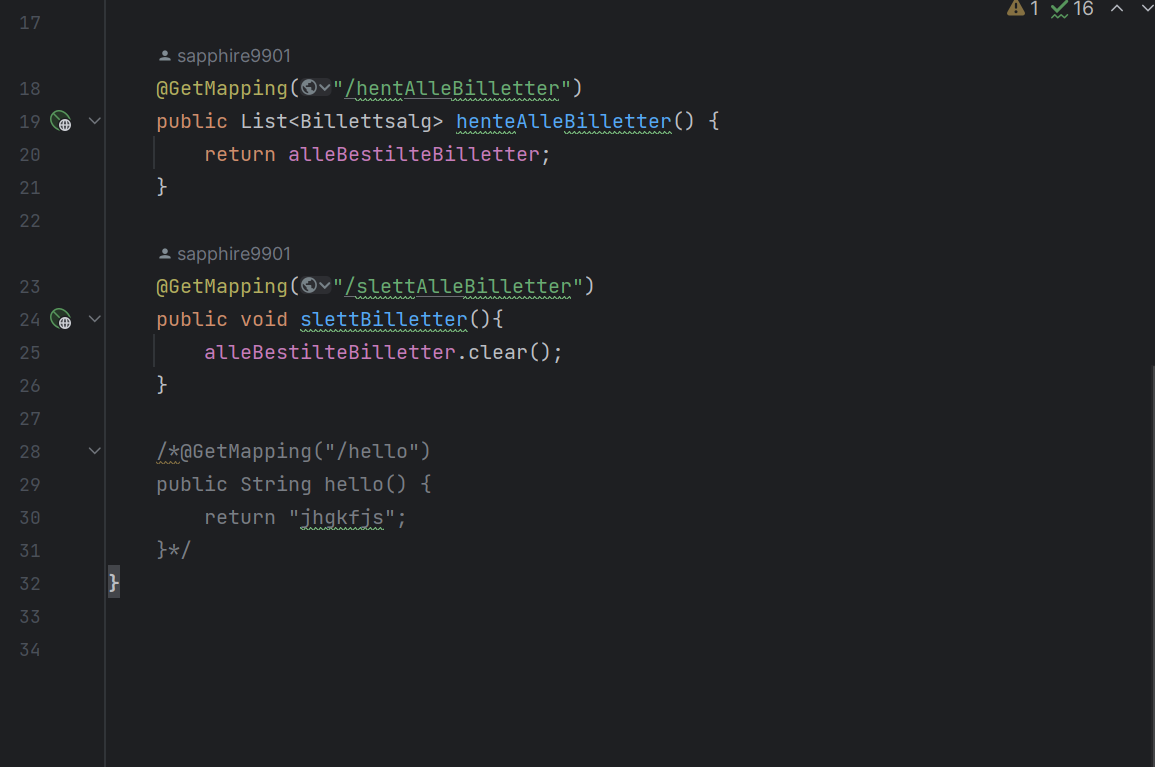 1 16
17
sapphire9901
18 @GetMapping("/hentAlleBilletter")
19 public List<Billettsalg> henteAlleBilletter() {
20 return alleBestilteBilletter;
21 }
22
sapphire9901
23 @GetMapping("/slettAlleBilletter")
24 public void slettBilletter(){
25 alleBestilteBilletter.clear();
26 }
27
28 /*@GetMapping("/hello")
29 public String hello() {
30 return "jhgkfjs";
31 }*/
32 }
33
34